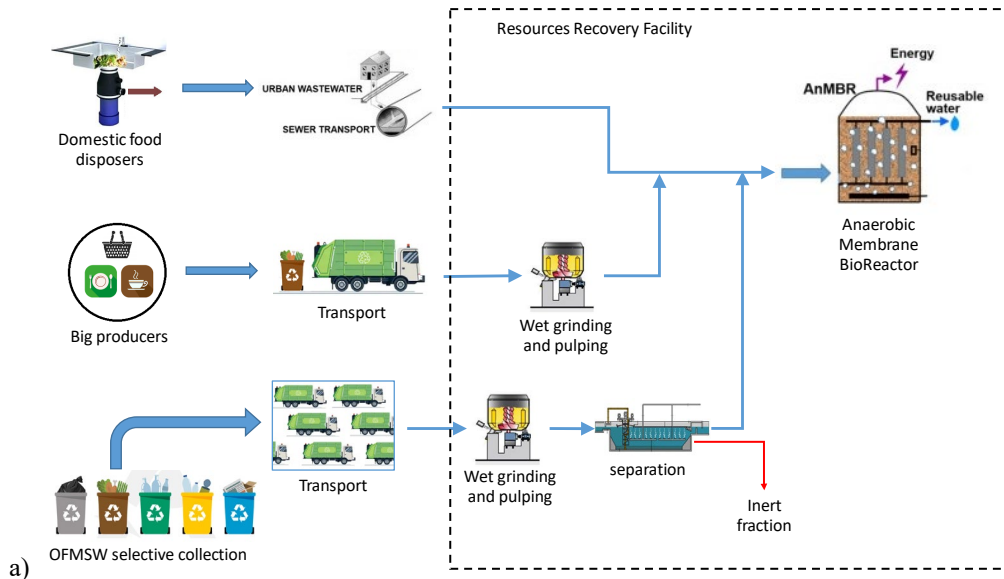 Resources Recovery Facility
Energy
AnMBR
Reusable
water
URBAN WASTEWATER
SEWER TRANSPORT
Domestic food
disposers
Anaerobic
Membrane
BioReactor
Big producers
Transport
Wet grinding
and pulping
Transport
Wet grinding
and pulping
separation
Inert
fraction
OFMSW selective collection
a)